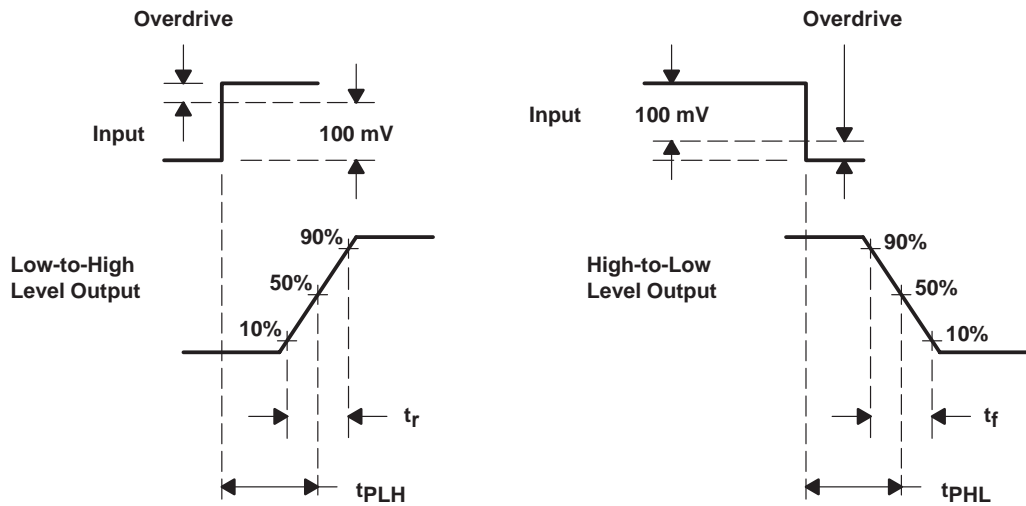 Overdrive
Input
100 mV
Low-to-High
Level Output
90%
50%
10%
tr
tPLH
Overdrive
Input
100 mV
High-to-Low
Level Output
90%
50%
10%
tf
tPHL